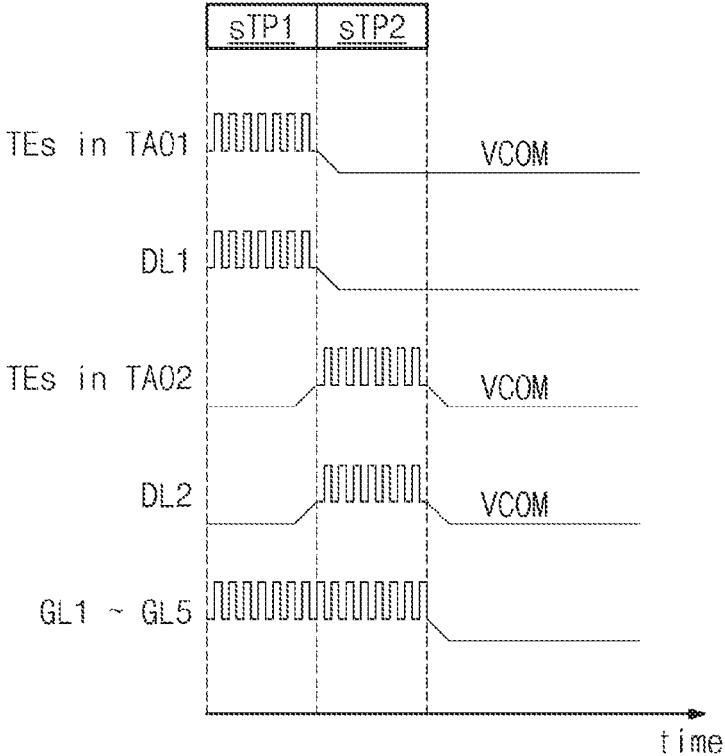 sTP1 sTP2
TEs in TA01 VCOM
DL1
TEs in TA02 VCOM
DL2 VCOM
GL1 ~ GL5
time